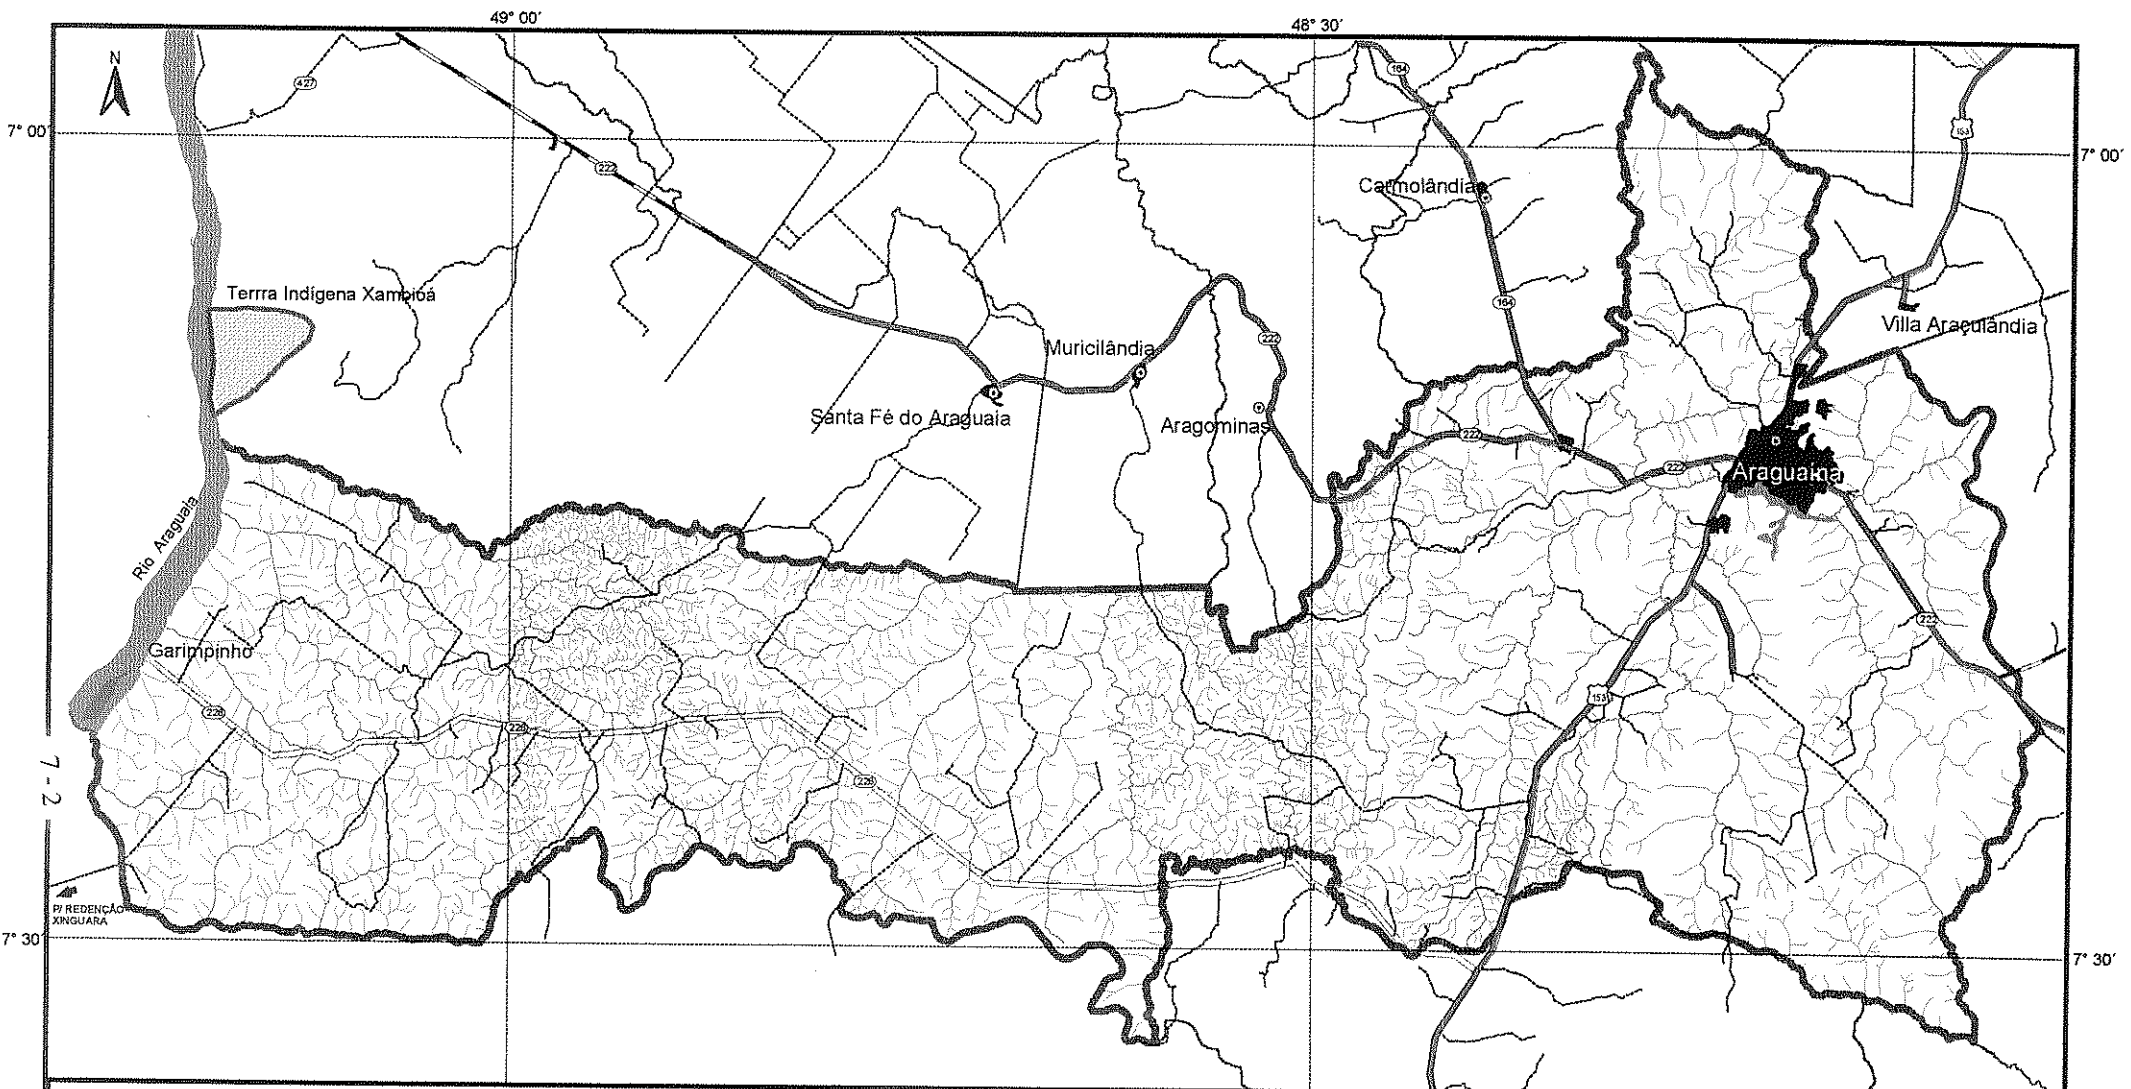 49° 00′
48° 30′
N
427
164
7° 00′
153
7° 00′
222
Carmolândia
Terrra Indígena Xambioá
164
Villa Araçulândia
222
Muricilândia
Santa Fé do Araguaia
Aragominas
222
222
Araguaína
Rio Araguaia
222
Garimpinho
153
226
226
226
7 - 2
P/ REDENÇÃO
XINGUARA
7° 30′
7° 30′